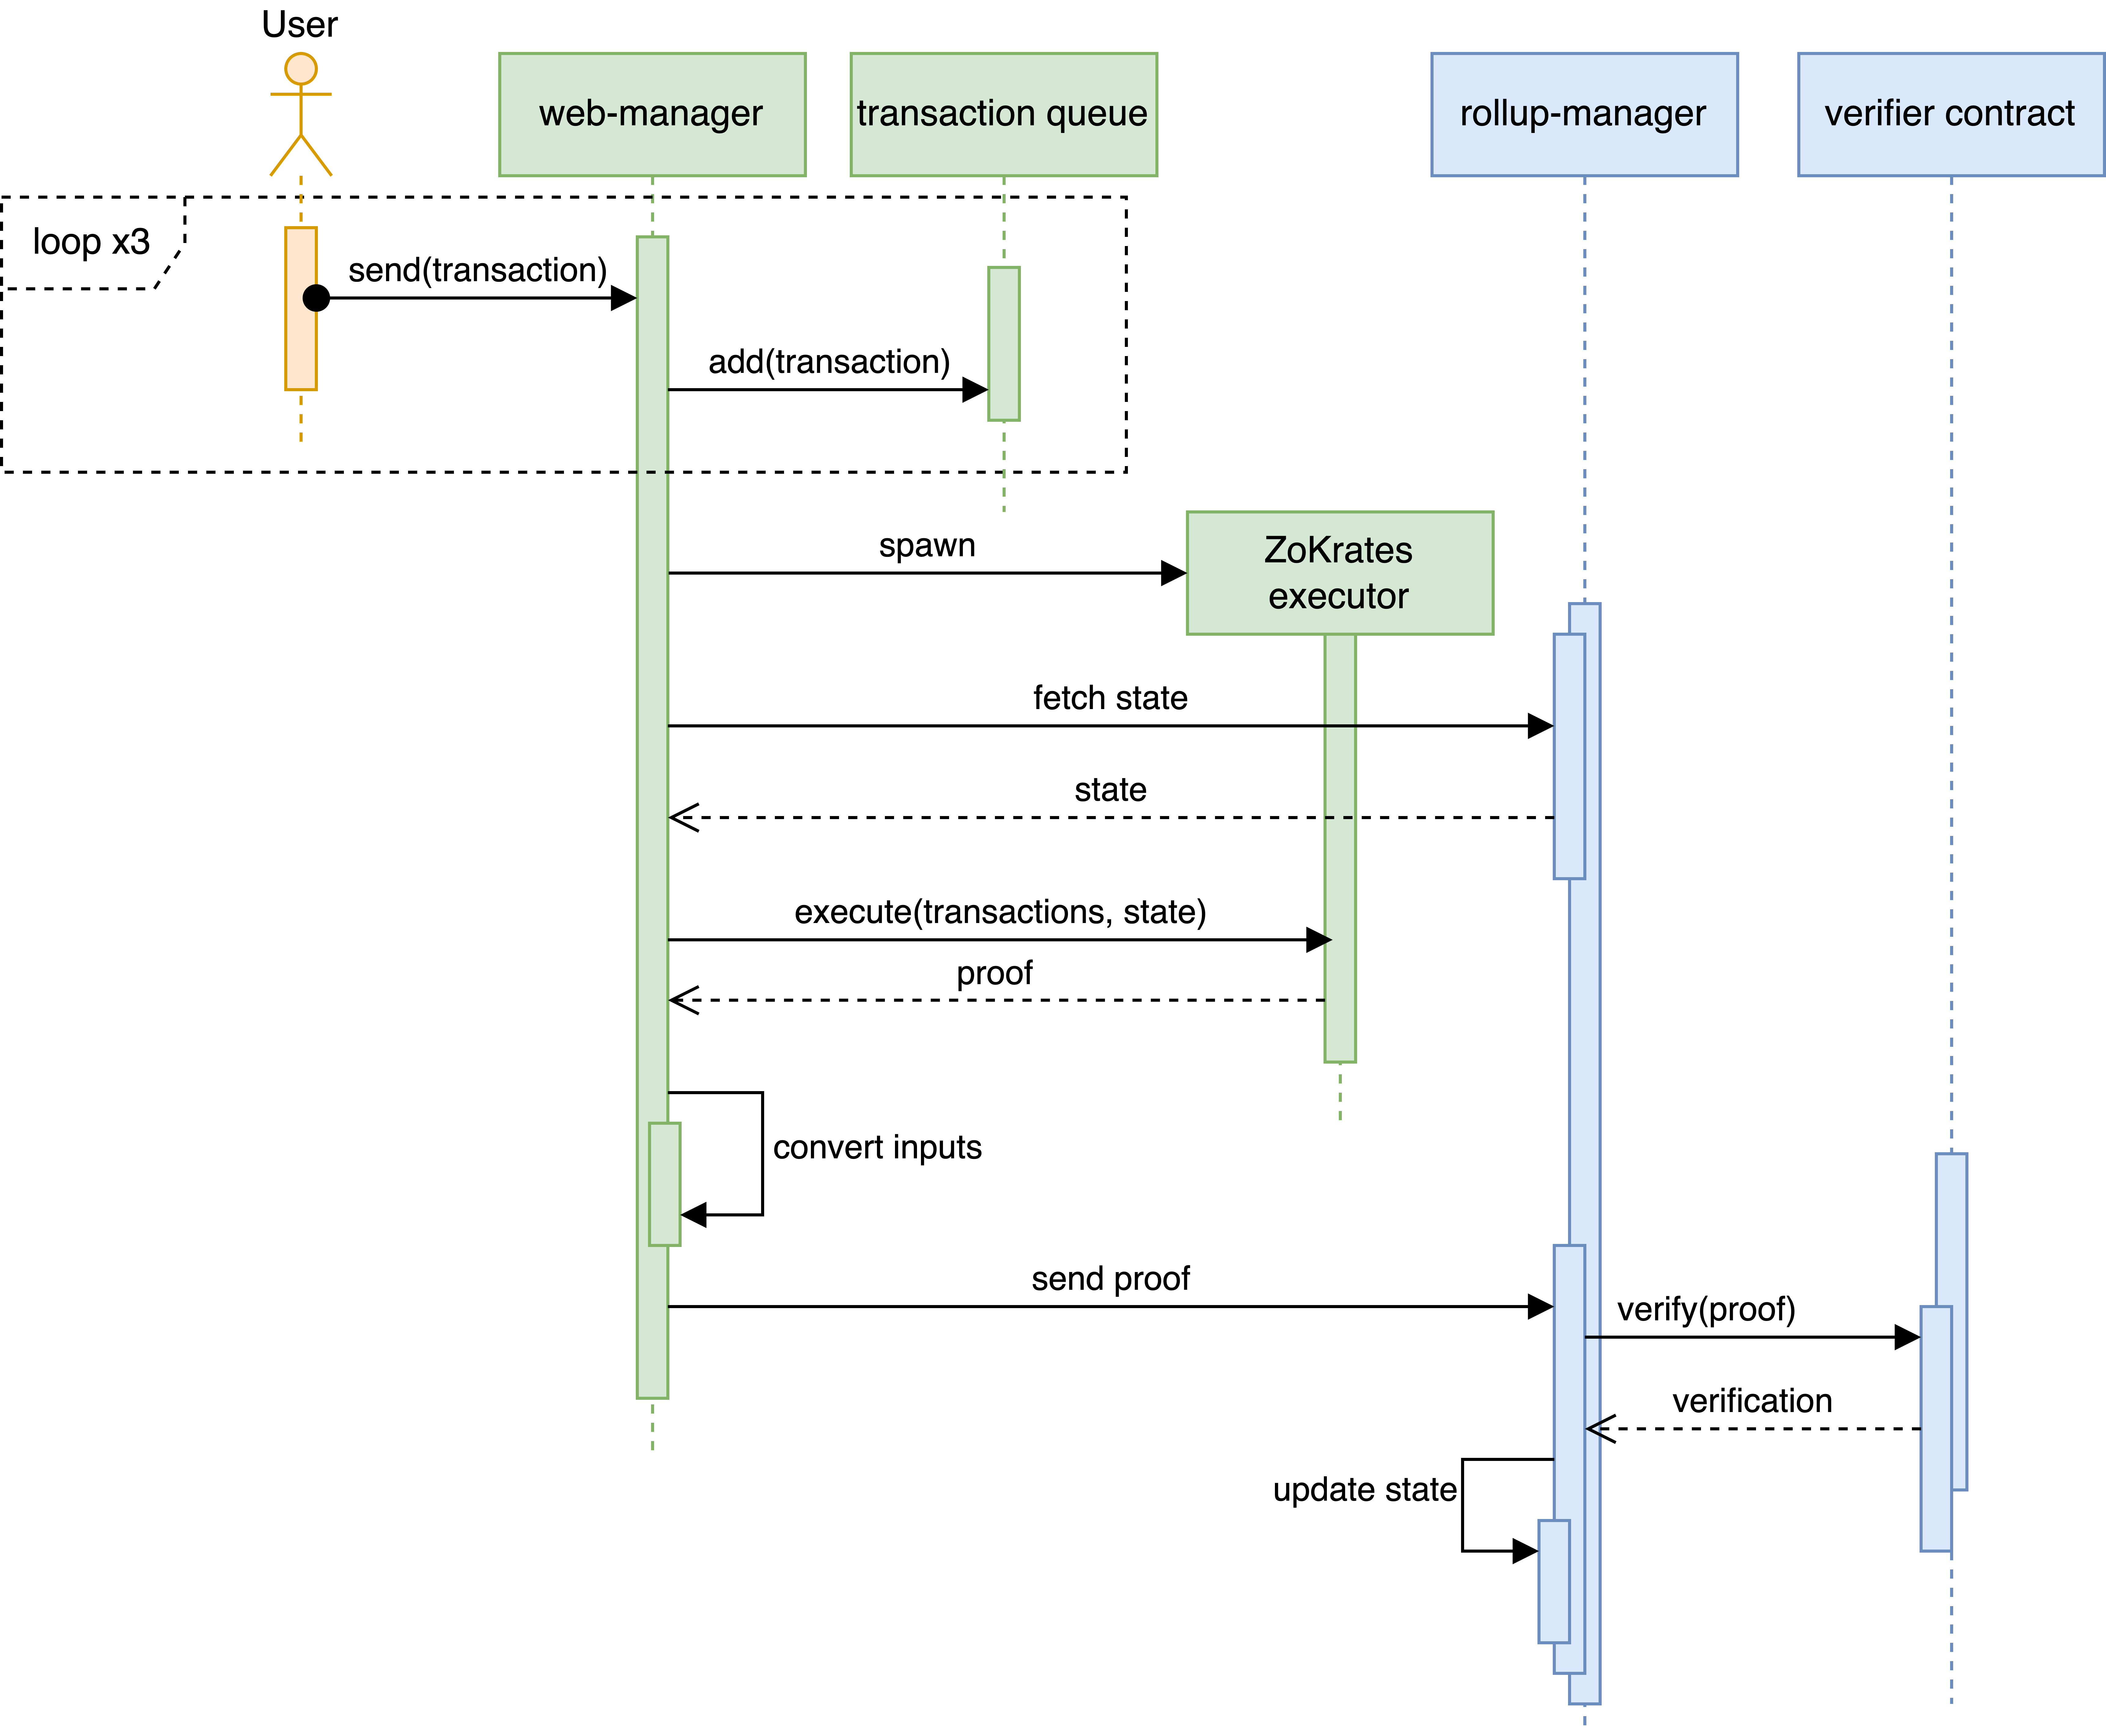 User
web-manager
transaction queue
rollup-manager
verifier contract
loop x3
send(transaction)
add(transaction)
spawn
ZoKrates
executor
fetch state
state
execute(transactions, state)
proof
convert inputs
send proof
verify(proof)
verification
update state